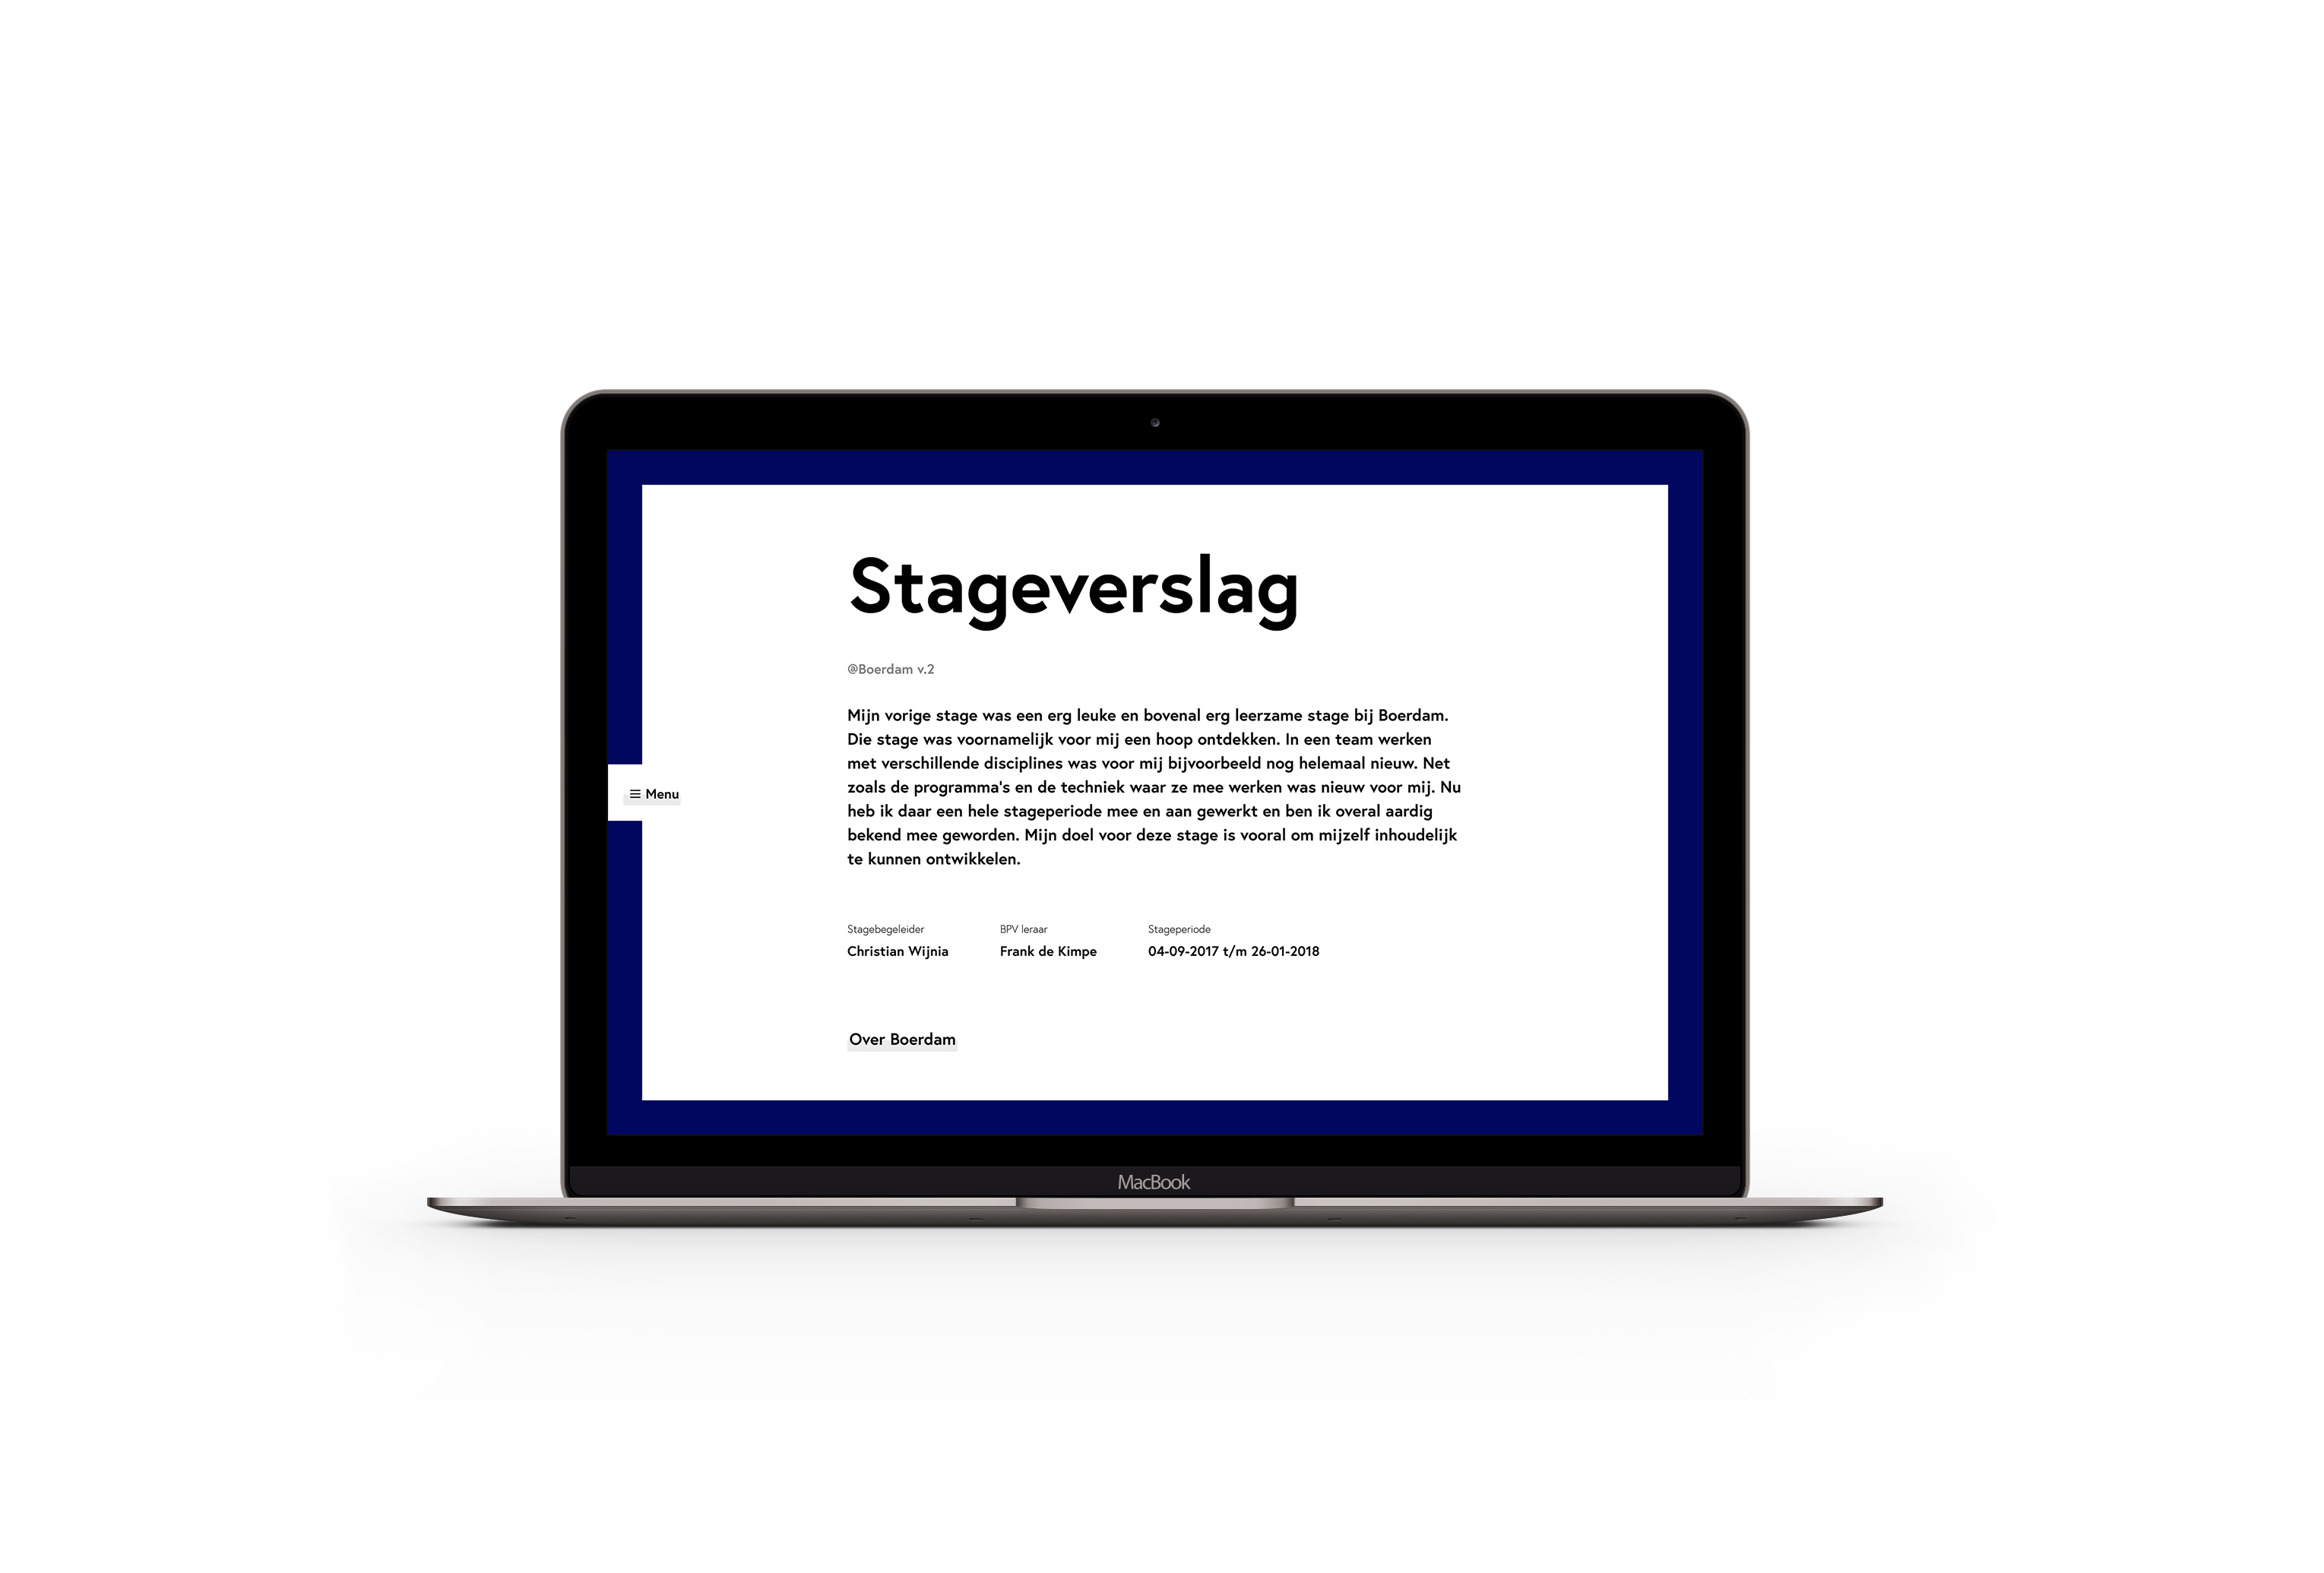 Stageverslag
@Boerdam v.2
Mijn vorige stage was een erg leuke en bovenal erg leerzame stage bij Boerdam.
Die stage was voornamelijk voor mij een hoop ontdekken. In een team werken
met verschillende disciplines was voor mij bijvoorbeeld nog helemaal nieuw. Net
zoals de programma's en de techniek waar ze mee werken was nieuw voor mij. Nu
heb ik daar een hele stageperiode mee en aan gewerkt en ben ik overal aardig
bekend mee geworden. Mijn doel voor deze stage is vooral om mijzelf inhoudelijk
te kunnen ontwikkelen.
Menu
Stagebegeleider BPV leraar Stageperiode
Christian Wijnia Frank de Kimpe 04-09-2017 t/m 26-01-2018
Over Boerdam
MacBook